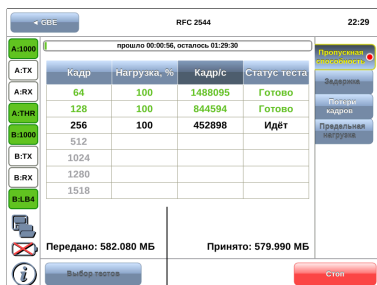 GBE
RFC 2544
22:29
A:1000
A:TX
A:RX
A:THR
B:1000
B:TX
B:RX
B:LB4
прошло 00:00:56, осталось 01:29:30
Кадр Нагрузка, % Кадр/с Статус теста
64 100 1488095 Готово
128 100 844594 Готово
256 100 452898 Идёт
512
1024
1280
1518
Передано: 582.080 МБ
Принято: 579.990 МБ
Пропускная
способность
Задержка
Потери
кадров
Предельная
нагрузка
Выбор тестов
Стоп